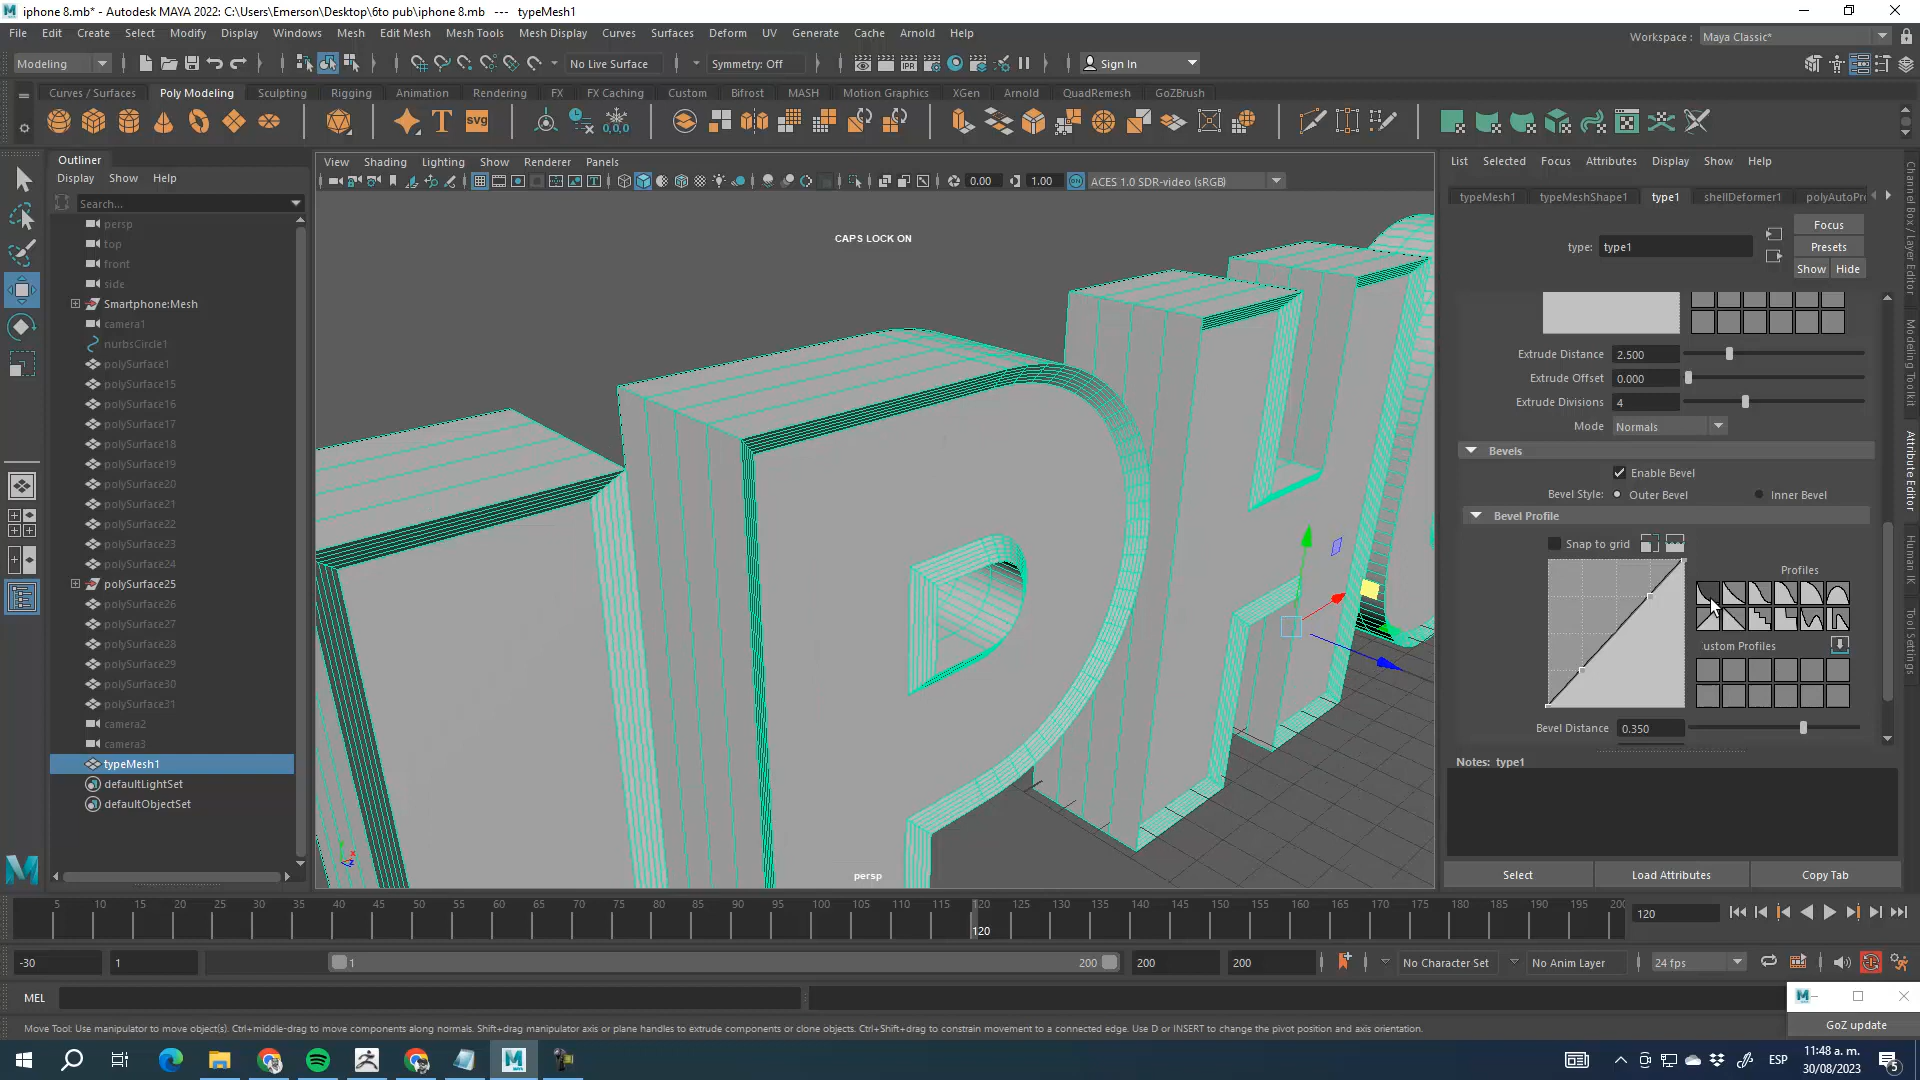 iphone 8.mb* - Autodesk MAYA 2022: C:\Users\Emerson\Desktop\6to pub\iphone 8.mb --- typeMesh1
File Edit Create Select Modify Display Windows Mesh Edit Mesh Mesh Tools Mesh Display Curves Surfaces Deform UV Generate Cache Arnold Help
Workspace : Maya Classic*
Modeling No Live Surface Symmetry: Off Sign In
Curves / Surfaces Poly Modeling Sculpting Rigging Animation Rendering FX FX Caching Custom Bifrost MASH Motion Graphics XGen Arnold QuadRemesh GoZBrush
Outliner
Display Show Help
Search...
persp
top
front
side
Smartphone:Mesh
camera1
nurbsCircle1
polySurface1
polySurface15
polySurface16
polySurface17
polySurface18
polySurface19
polySurface20
polySurface21
polySurface22
polySurface23
polySurface24
polySurface25
polySurface26
polySurface27
polySurface28
polySurface29
polySurface30
polySurface31
camera2
camera3
typeMesh1
defaultLightSet
defaultObjectSet
View Shading Lighting Show Renderer Panels
0.00 1.00 ACES 1.0 SDR-video (sRGB)
CAPS LOCK ON
persp
List Selected Focus Attributes Display Show Help
typeMesh1 typeMeshShape1 type1 shellDeformer1 polyAutoPro
Focus
type: type1
Presets
Show Hide
Extrude Distance 2.500
Extrude Offset 0.000
Extrude Divisions 4
Mode Normals
Bevels
Enable Bevel
Bevel Style: Outer Bevel Inner Bevel
Bevel Profile
Snap to grid
Profiles
ustom Profiles
Bevel Distance 0.350
Notes: type1
Select Load Attributes Copy Tab
Channel Box / Layer Editor
Modeling Toolkit
Attribute Editor
Human IK
Tool Settings
5 10 15 20 25 30 35 40 45 50 55 60 65 70 75 80 85 90 95 100 105 110 115 120 125 130 135 140 145 150 155 160 165 170 175 180 185 190 195 200
120
120
-30 1 1 200 200 200 No Character Set No Anim Layer 24 fps
MEL
GoZ update
Move Tool: Use manipulator to move object(s). Ctrl+middle-drag to move components along normals. Shift+drag manipulator axis or plane handles to extrude components or clone objects. Ctrl+Shift+drag to constrain movement to a connected edge. Use D or INSERT to change the pivot position and axis orientation.
ESP
11:48 a. m.
30/08/2023
5